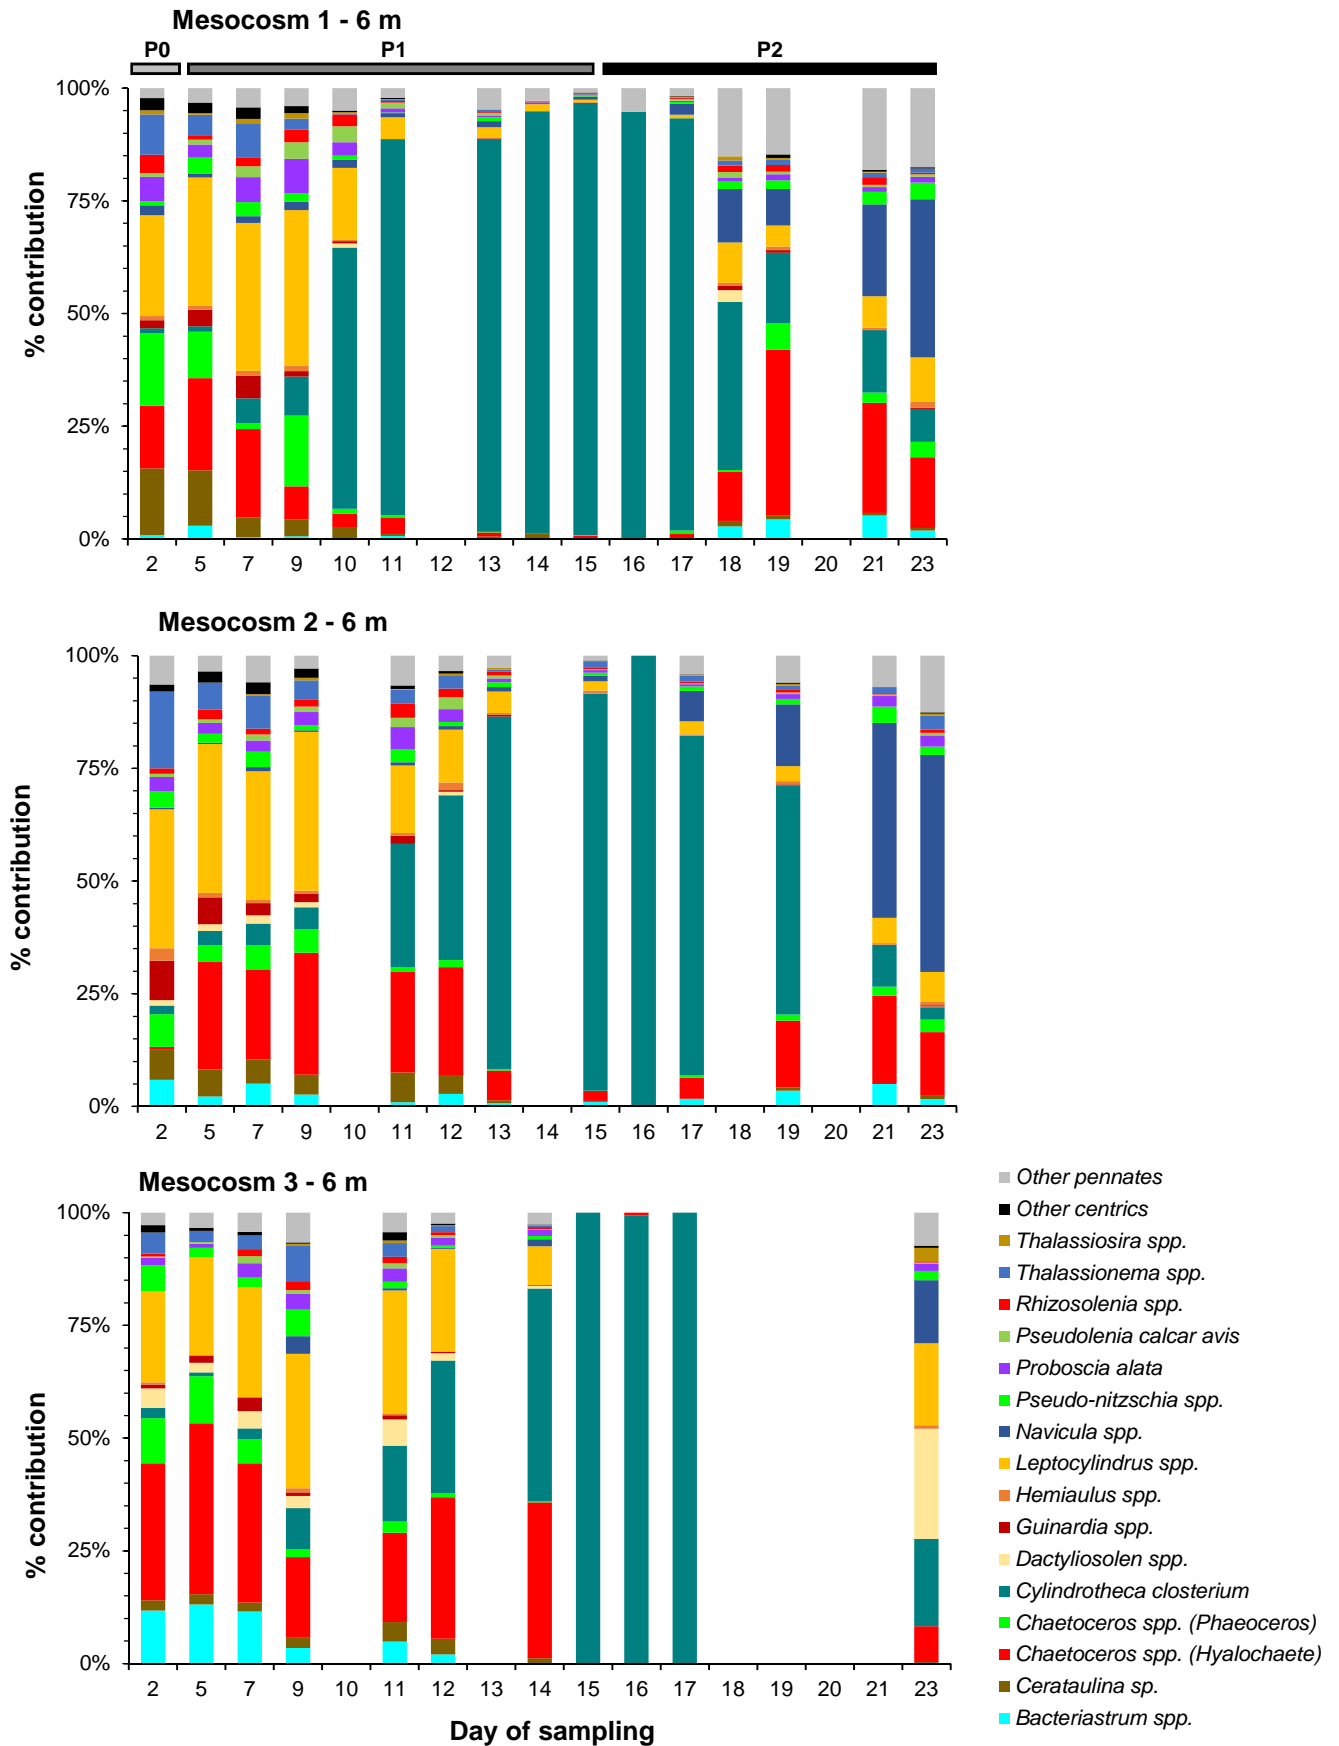 Mesocosm 1 - 6 m
P0 P1 P2
100%
75%
50%
25%
0%
% contribution
2 5 7 9 10 11 12 13 14 15 16 17 18 19 20 21 23
Mesocosm 2 - 6 m
100%
75%
50%
25%
0%
% contribution
2 5 7 9 10 11 12 13 14 15 16 17 18 19 20 21 23
Mesocosm 3 - 6 m
100%
75%
50%
25%
0%
% contribution
2 5 7 9 10 11 12 13 14 15 16 17 18 19 20 21 23
Day of sampling
Other pennates
Other centrics
Thalassiosira spp.
Thalassionema spp.
Rhizosolenia spp.
Pseudolenia calcar avis
Proboscia alata
Pseudo-nitzschia spp.
Navicula spp.
Leptocylindrus spp.
Hemiaulus spp.
Guinardia spp.
Dactyliosolen spp.
Cylindrotheca closterium
Chaetoceros spp. (Phaeoceros)
Chaetoceros spp. (Hyalochaete)
Cerataulina sp.
Bacteriastrum spp.